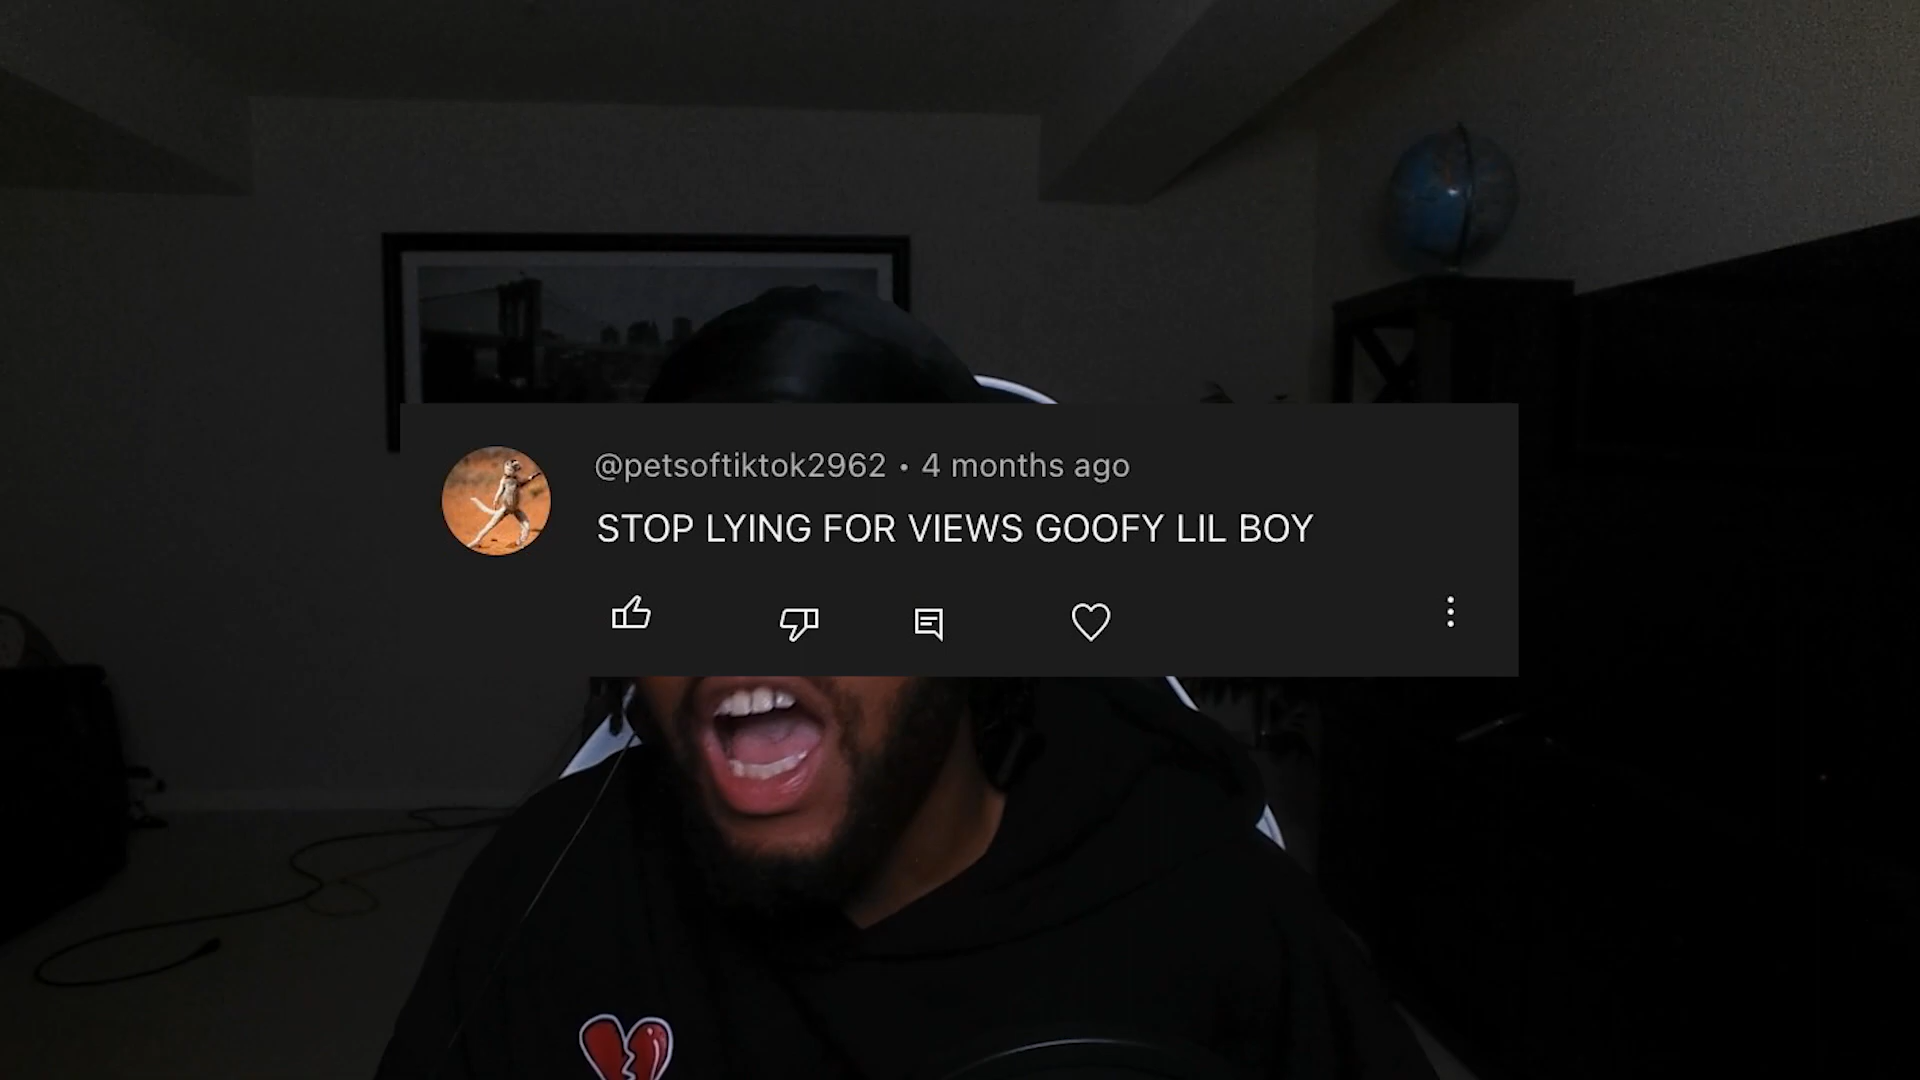 @petsoftiktok2962 • 4 months ago
STOP LYING FOR VIEWS GOOFY LIL BOY